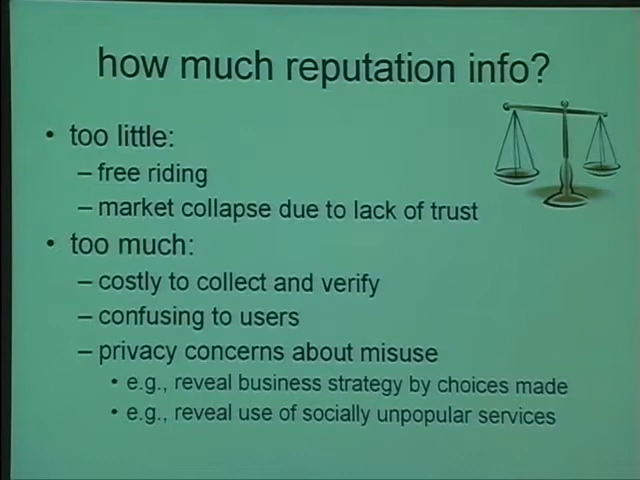 how much reputation info?
• too little:
– free riding
– market collapse due to lack of trust
• too much:
– costly to collect and verify
– confusing to users
– privacy concerns about misuse
• e.g., reveal business strategy by choices made
• e.g., reveal use of socially unpopular services